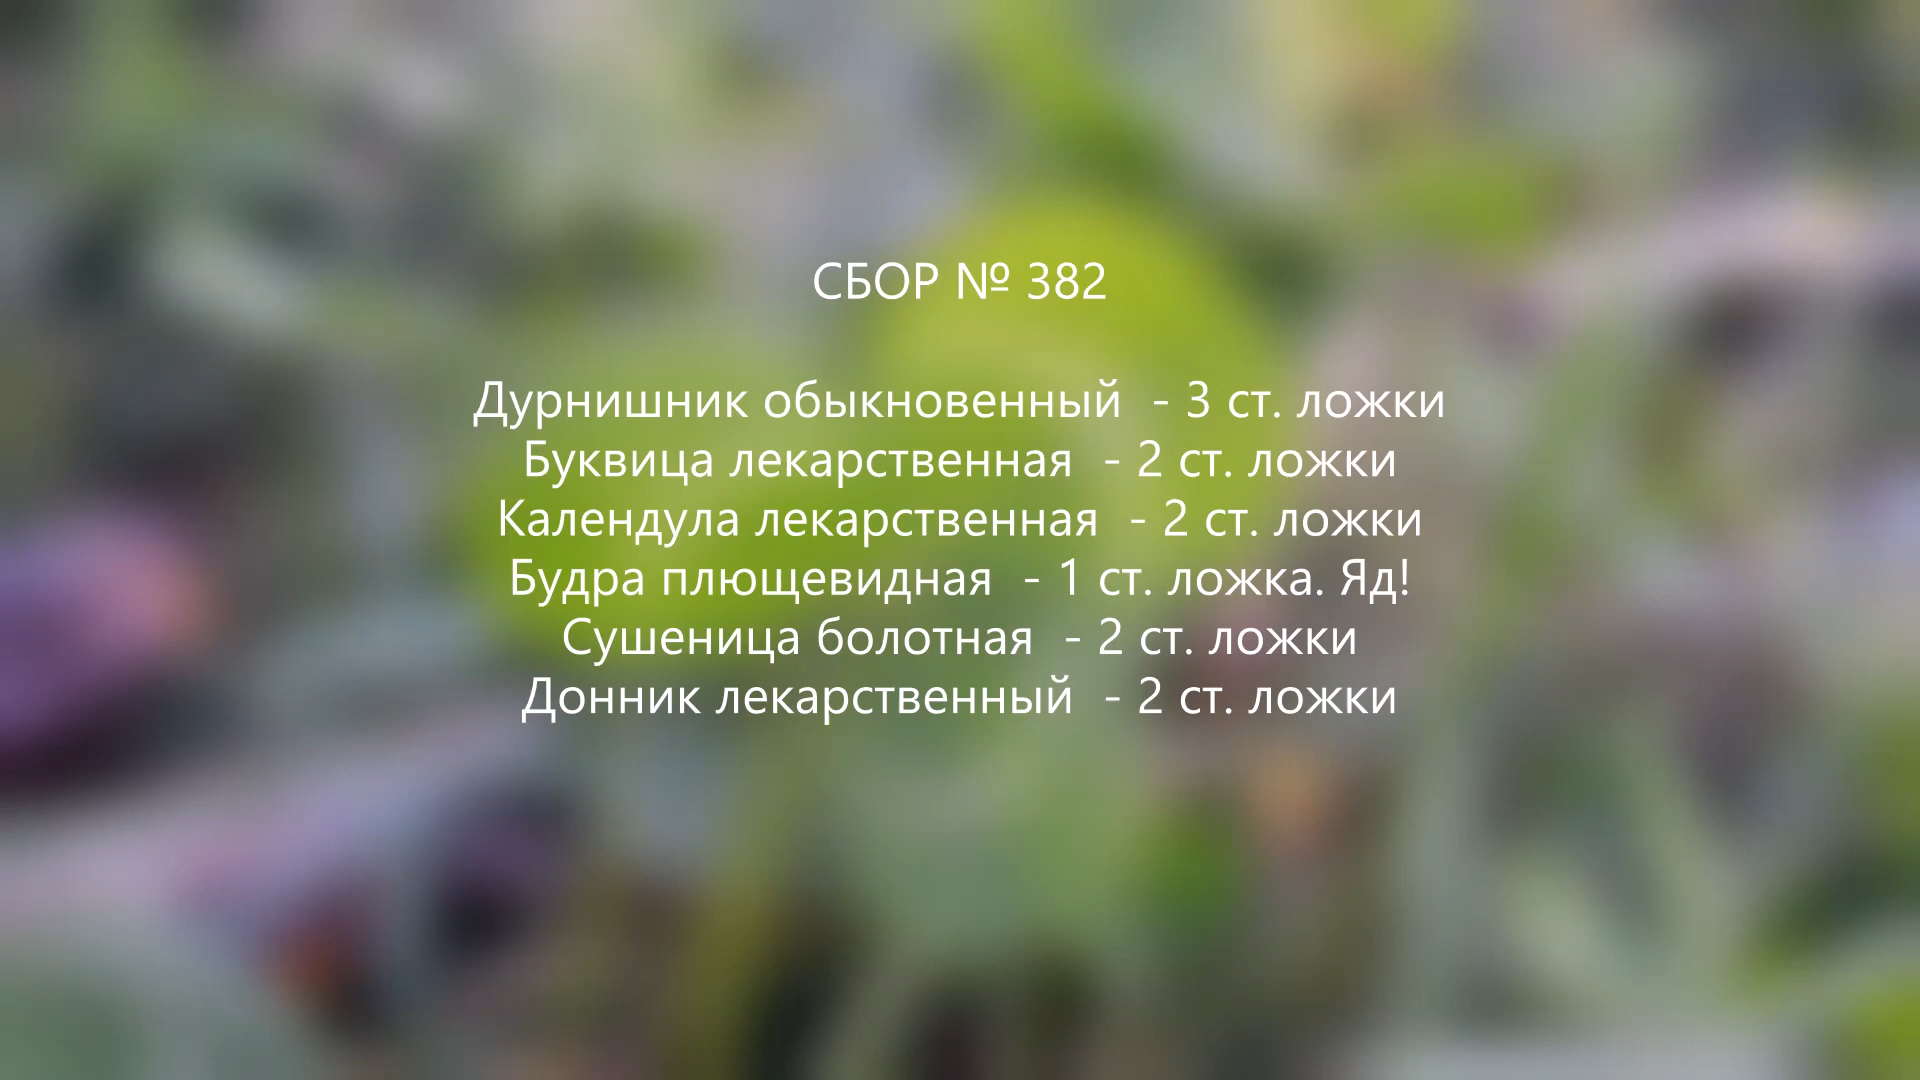 СБОР № 382
Дурнишник обыкновенный - 3 ст. ложки
Буквица лекарственная - 2 ст. ложки
Календула лекарственная - 2 ст. ложки
Будра плющевидная - 1 ст. ложка. Яд!
Сушеница болотная - 2 ст. ложки
Донник лекарственный - 2 ст. ложки